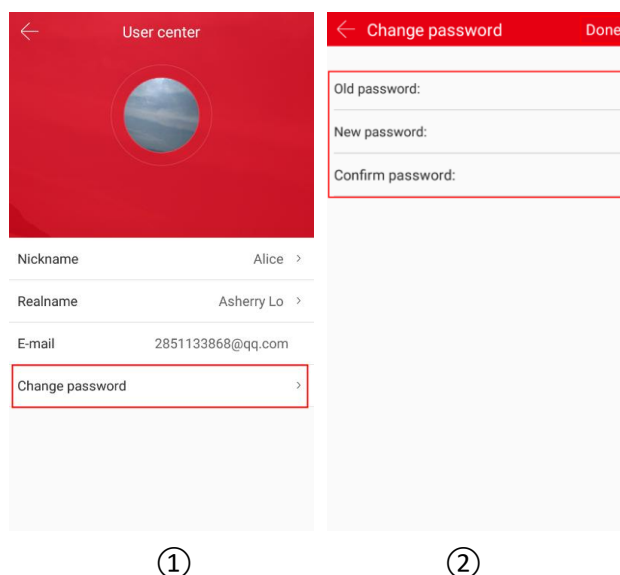 User center
Nickname Alice
Realname Asherry Lo
E-mail 2851133868@qq.com
Change password
①
Change password Done
Old password:
New password:
Confirm password:
②